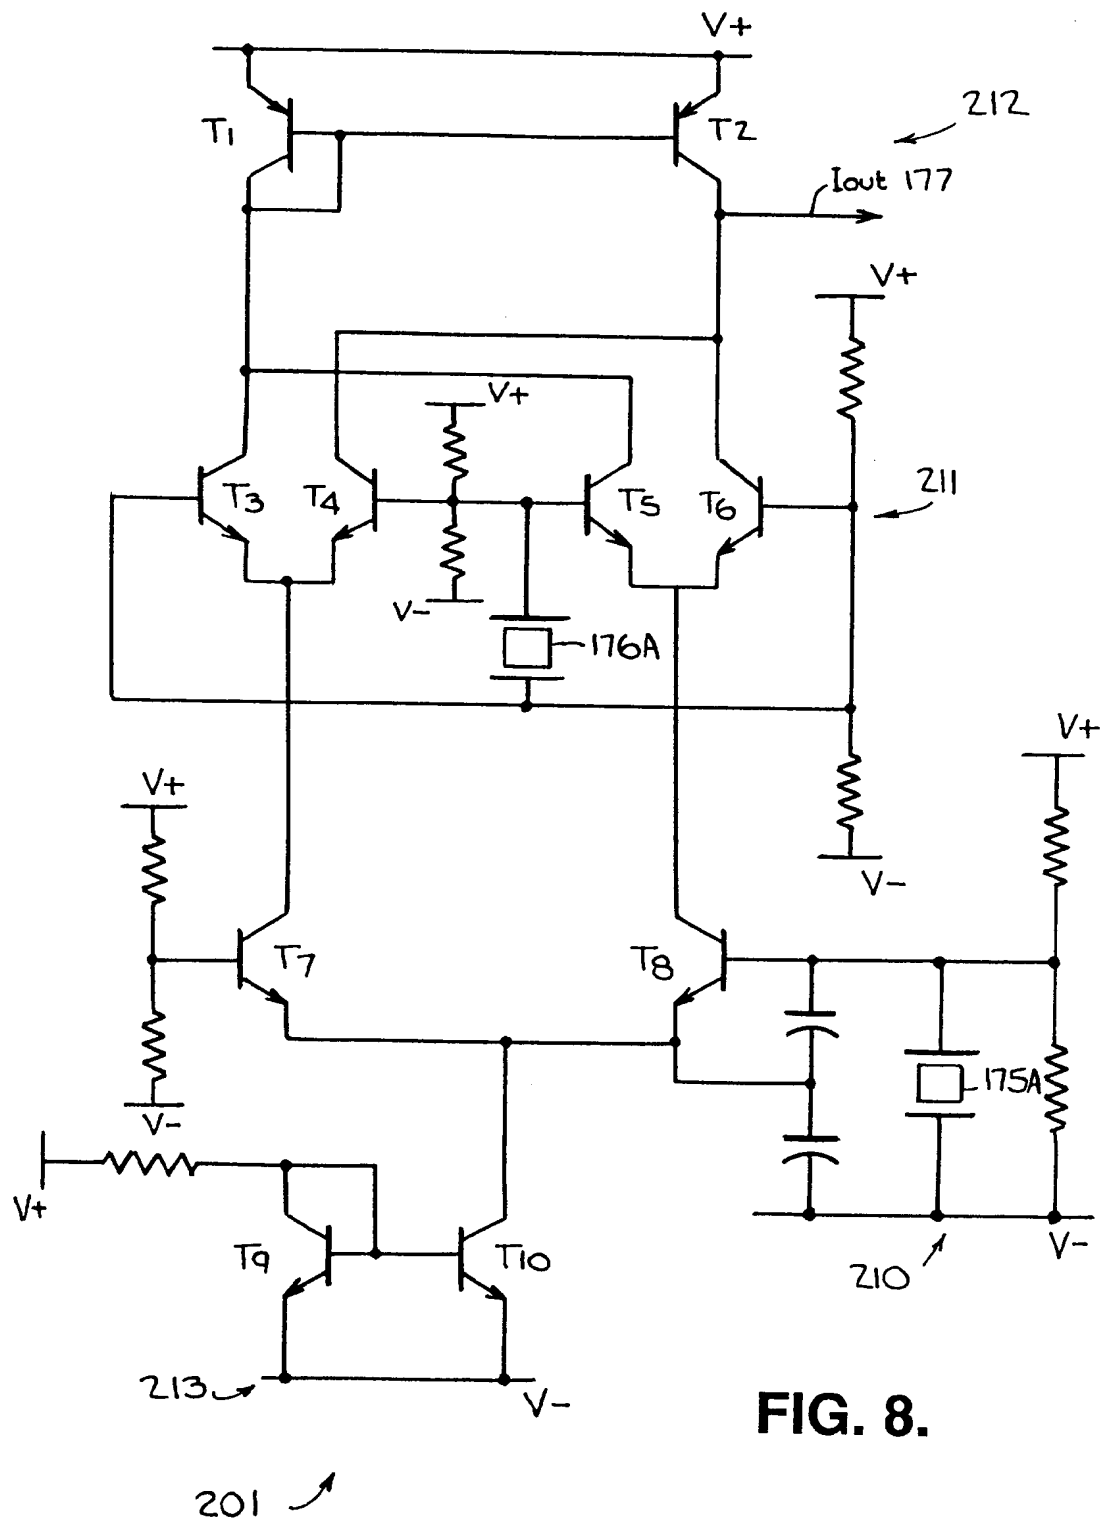 V+
T1
T2
212
Iout 177
V+
V+
T3
T4
T5
T6
211
V-
176A
V+
V+
V-
T7
T8
175A
V-
V+
T9
T10
V-
210
213
V-
FIG. 8.
201